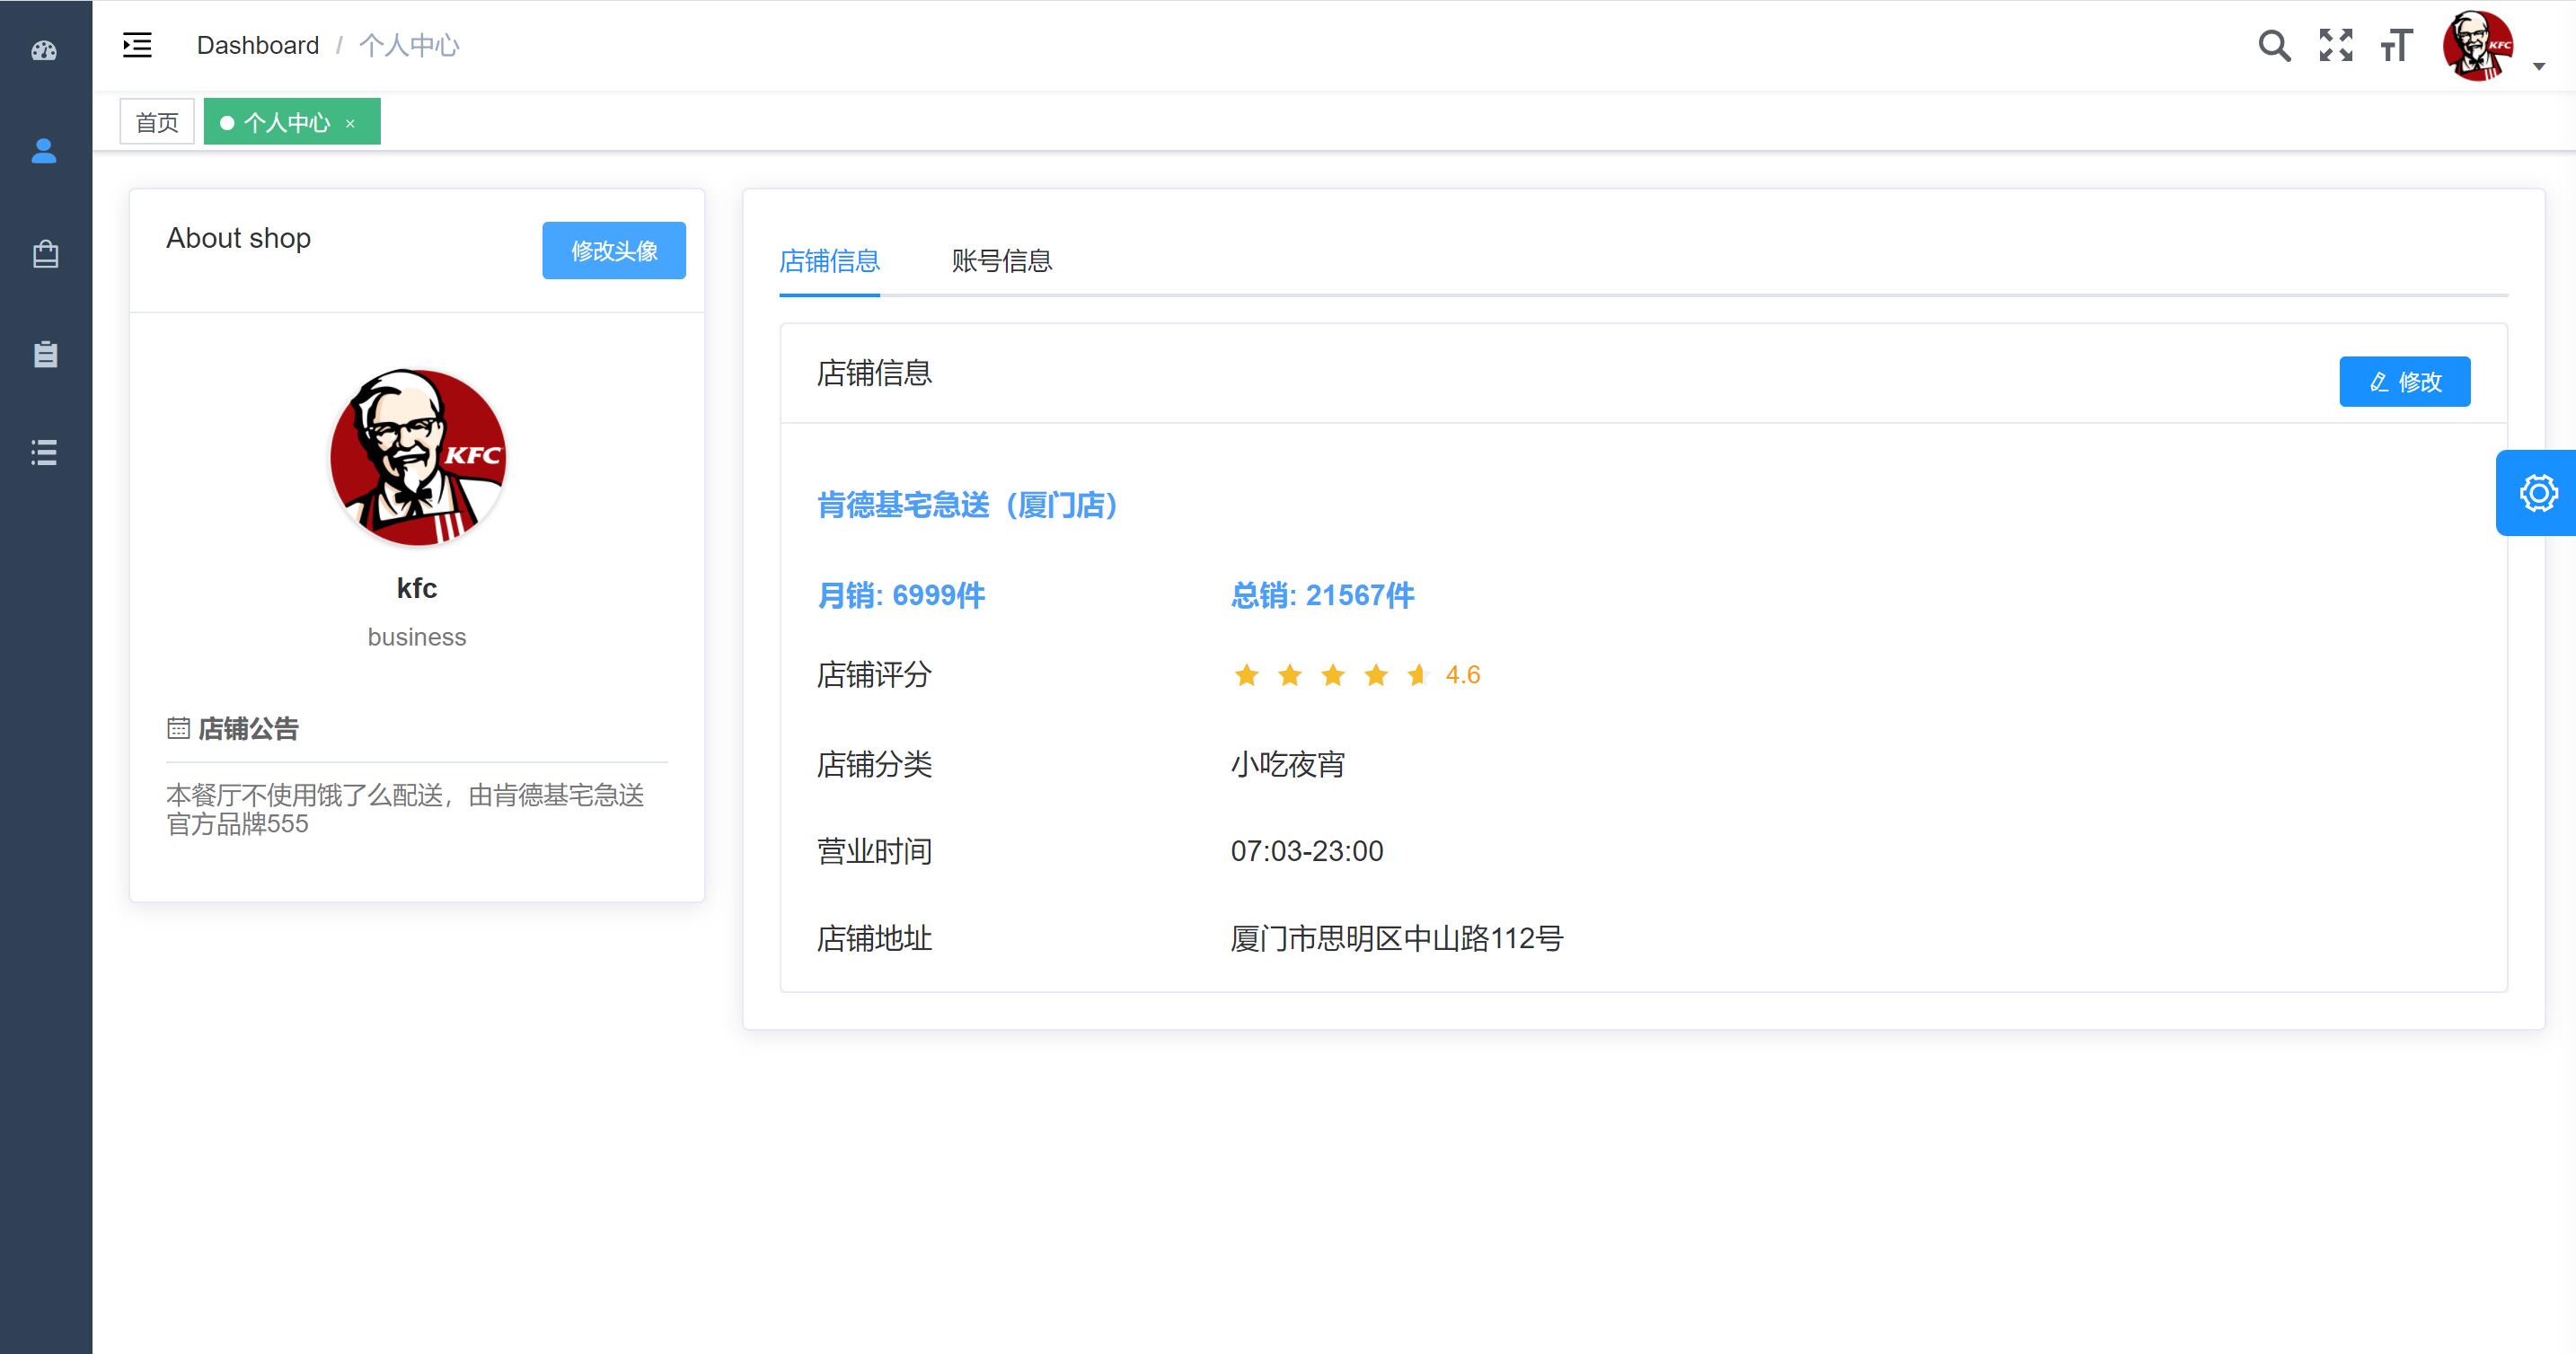 Dashboard / 个人中心
KFC
首页
个人中心 ×
About shop
修改头像
KFC
kfc
business
店铺公告
本餐厅不使用饿了么配送，由肯德基宅急送
官方品牌555
店铺信息
账号信息
店铺信息
修改
肯德基宅急送（厦门店）
月销: 6999件
总销: 21567件
店铺评分
4.6
店铺分类
小吃夜宵
营业时间
07:03-23:00
店铺地址
厦门市思明区中山路112号